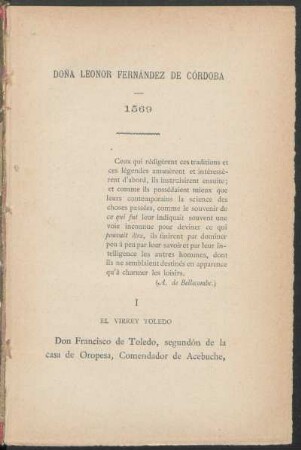 DOÑA LEONOR FERNÁNDEZ DE CÓRDOBA
—
1569
Ceux qui rédigèrent ces traditions et
ces légendes amusèrent et intéressè-
rent d'abord, ils instruisirent ensuite;
et comme ils possédaient mieux que
leurs contemporains la science des
choses passées, comme le souvenir de
ce qui fut leur indiquait souvent une
voie inconnue pour deviner ce qui
pouvait être, ils finirent par dominer
peu à peu par leur savoir et par leur in-
telligence les autres hommes, dont
ils ne semblaient destinés en apparence
qu'à charmer les loisirs.
(A. de Bellecombe.)
I
EL VIRREY TOLEDO
Don Francisco de Toledo, segundón de la
casa de Oropesa, Comendador de Acebuche,